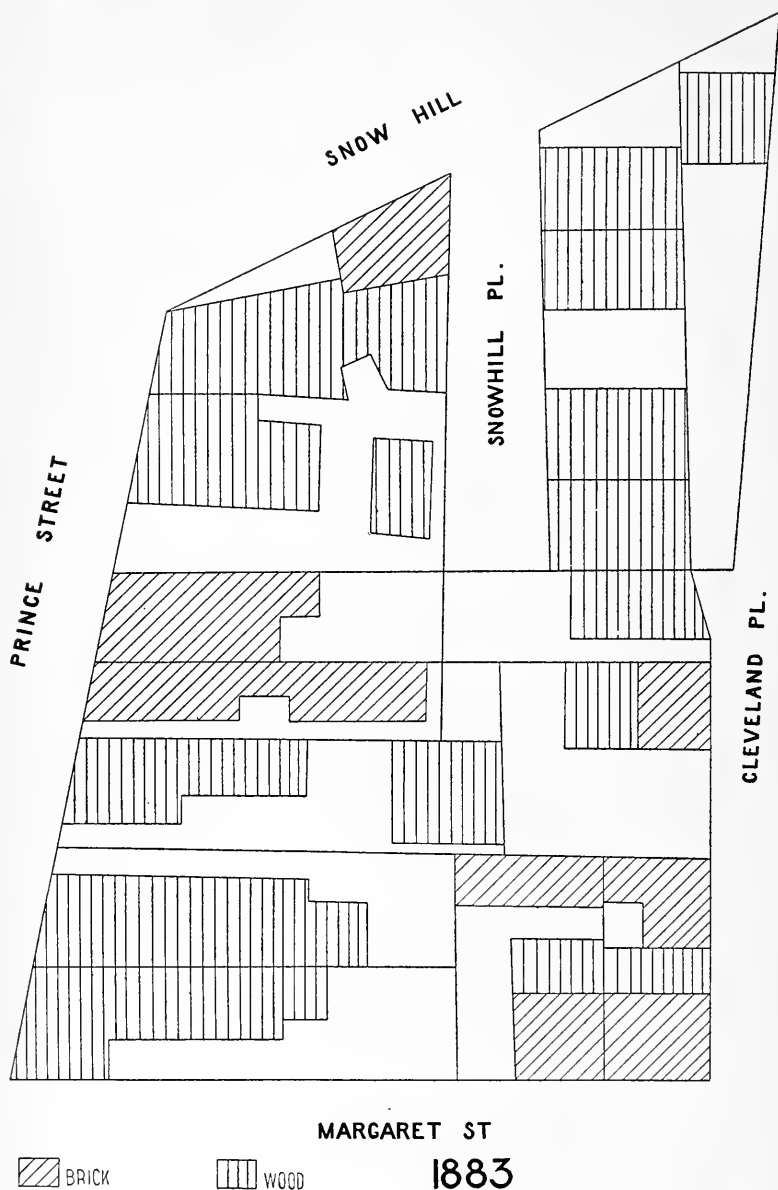 SNOW HILL
SNOWHILL PL.
PRINCE STREET
CLEVELAND PL.
MARGARET ST
BRICK
WOOD
1883